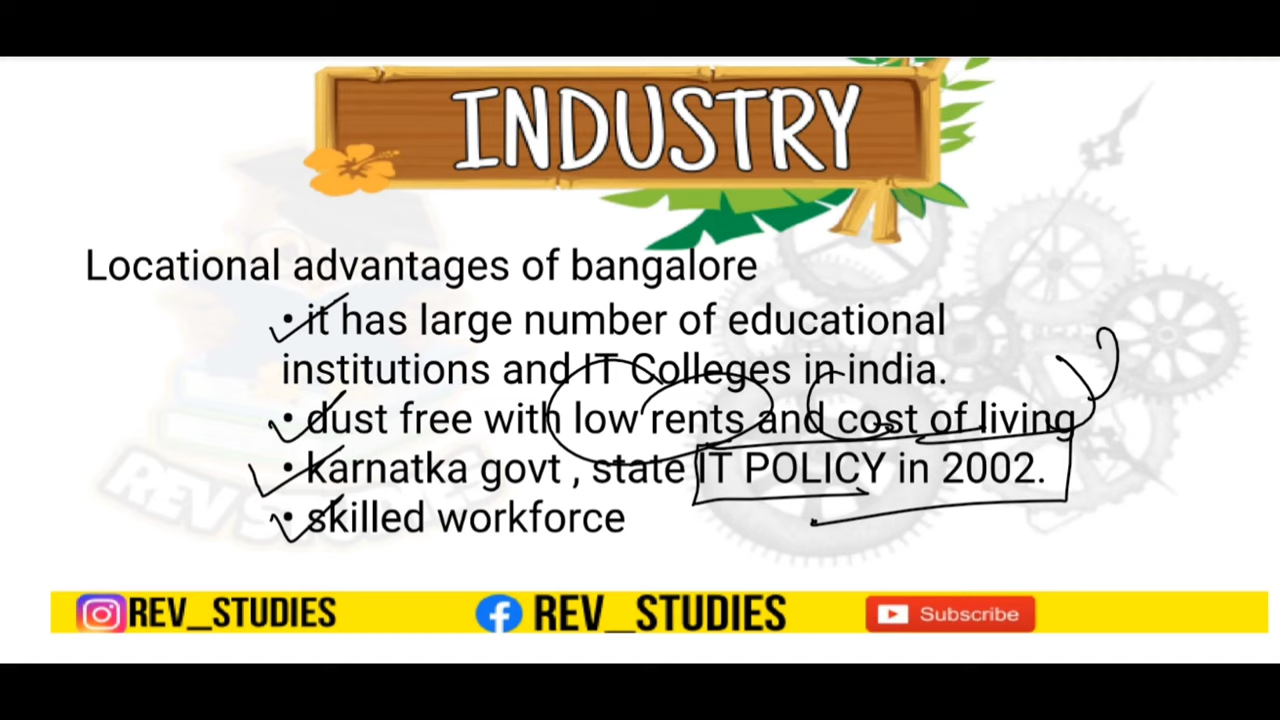 INDUSTRY
Locational advantages of bangalore
• it has large number of educational
institutions and IT Colleges in india.
• dust free with low rents and cost of living
• karnatka govt , state IT POLICY in 2002.
• skilled workforce
REV_STUDIES REV_STUDIES Subscribe